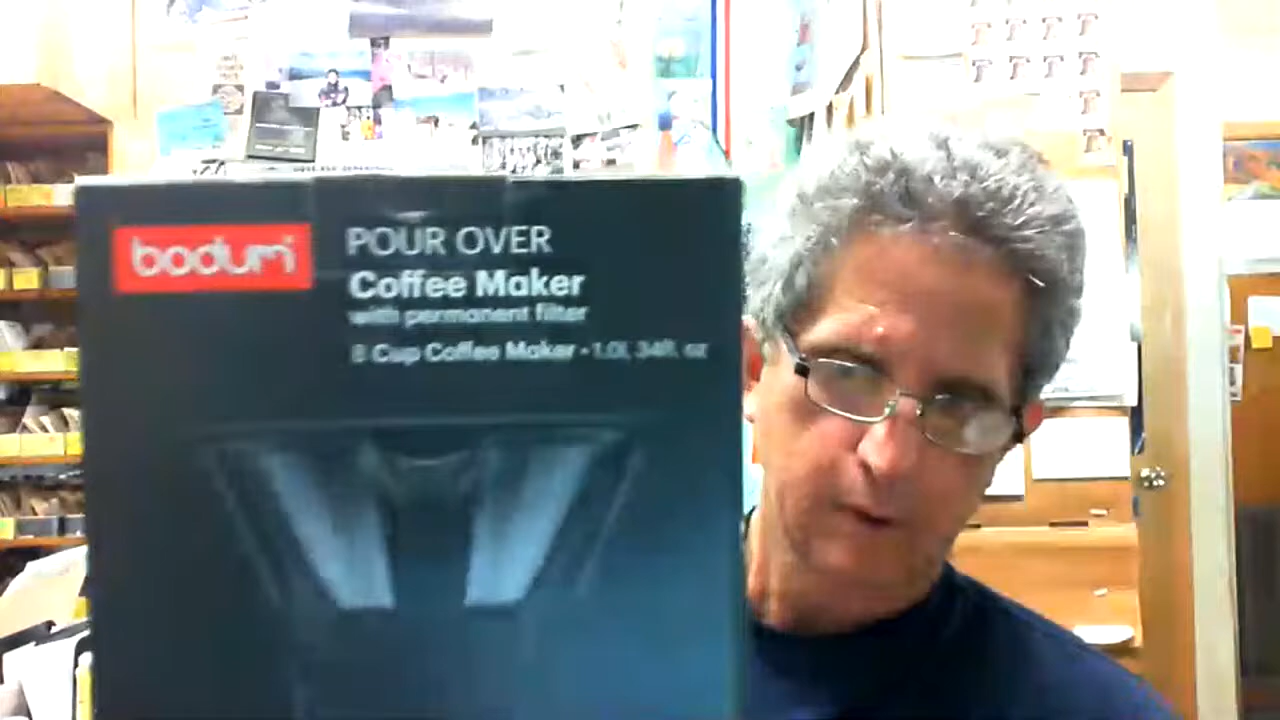 bodum
POUR OVER
Coffee Maker
with permanent filter
8 Cup Coffee Maker • 1.0l, 34fl. oz